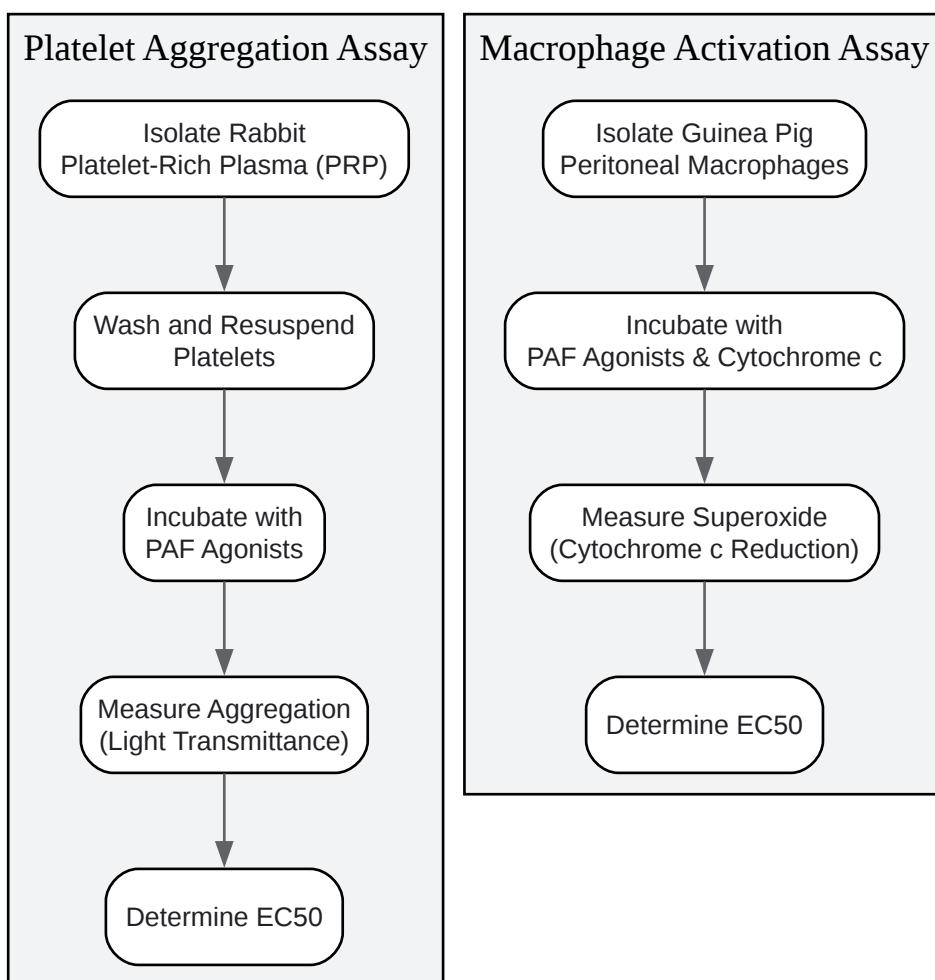 Platelet Aggregation Assay
Isolate Rabbit
Platelet-Rich Plasma (PRP)
Wash and Resuspend
Platelets
Incubate with
PAF Agonists
Measure Aggregation
(Light Transmittance)
Determine EC50
Macrophage Activation Assay
Isolate Guinea Pig
Peritoneal Macrophages
Incubate with
PAF Agonists & Cytochrome c
Measure Superoxide
(Cytochrome c Reduction)
Determine EC50